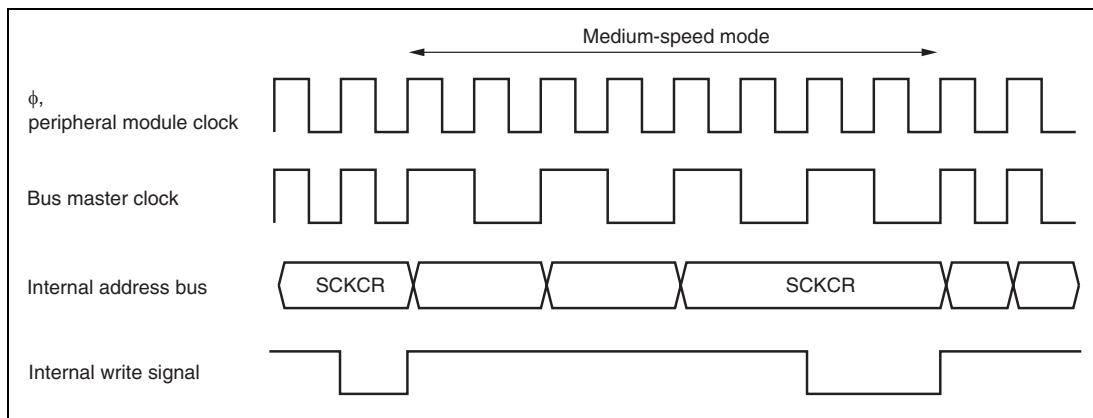 Medium-speed mode
ϕ,
peripheral module clock
Bus master clock
Internal address bus
SCKCR
SCKCR
Internal write signal